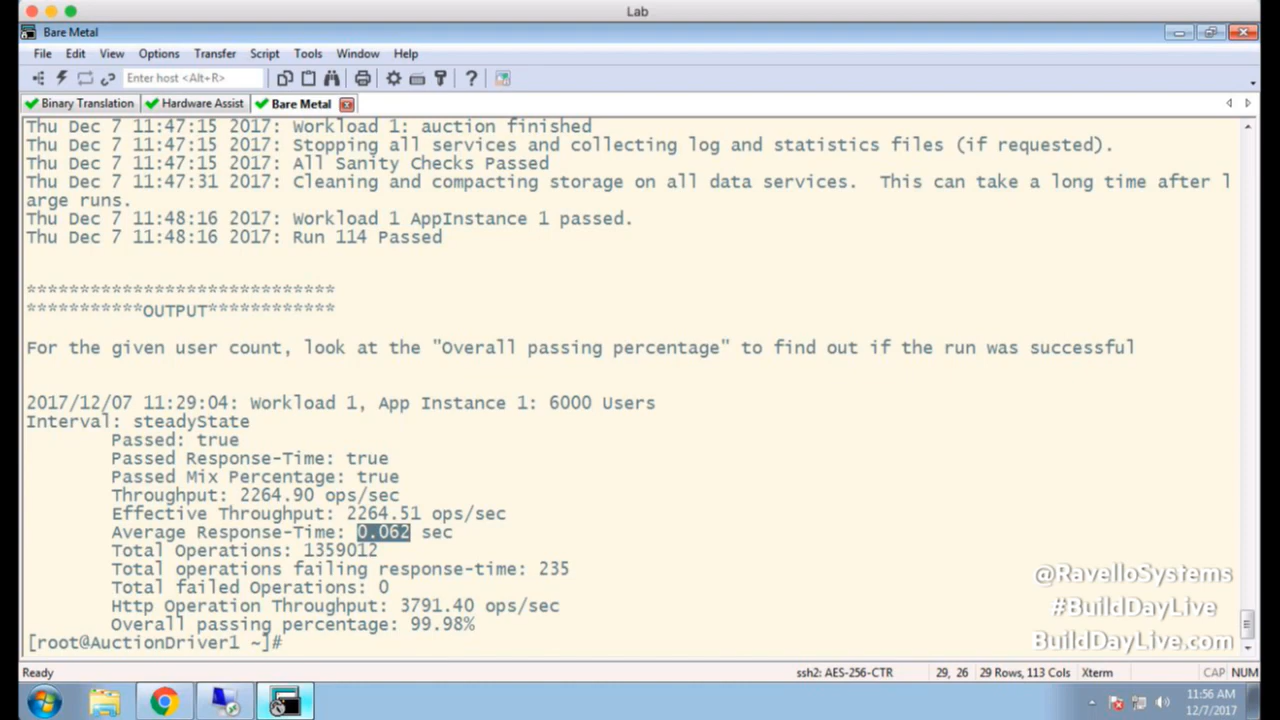 Lab
Bare Metal
File Edit View Options Transfer Script Tools Window Help
Enter host <Alt+R>
Binary Translation Hardware Assist Bare Metal
Thu Dec 7 11:47:15 2017: Workload 1: auction finished
Thu Dec 7 11:47:15 2017: Stopping all services and collecting log and statistics files (if requested).
Thu Dec 7 11:47:15 2017: All Sanity Checks Passed
Thu Dec 7 11:47:31 2017: Cleaning and compacting storage on all data services.  This can take a long time after l
arge runs.
Thu Dec 7 11:48:16 2017: Workload 1 AppInstance 1 passed.
Thu Dec 7 11:48:16 2017: Run 114 Passed
*****************************
***********OUTPUT************
For the given user count, look at the "Overall passing percentage" to find out if the run was successful
2017/12/07 11:29:04: Workload 1, App Instance 1: 6000 Users
Interval: steadyState
Passed: true
Passed Response-Time: true
Passed Mix Percentage: true
Throughput: 2264.90 ops/sec
Effective Throughput: 2264.51 ops/sec
Average Response-Time: 0.062 sec
Total Operations: 1359012
Total operations failing response-time: 235
Total failed Operations: 0
Http Operation Throughput: 3791.40 ops/sec
Overall passing percentage: 99.98%
[root@AuctionDriver1 ~]#
@RavelloSystems
#BuildDayLive
BuildDayLive.com
Ready ssh2: AES-256-CTR 29, 26 29 Rows, 113 Cols Xterm CAP NUM
11:56 AM
12/7/2017